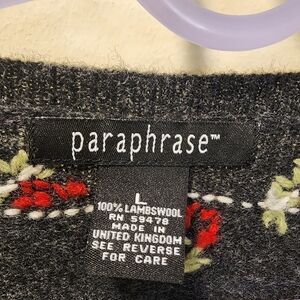 paraphrase™
L
100% LAMBSWOOL
RN 59478
MADE IN
UNITED KINGDOM
SEE REVERSE
FOR CARE